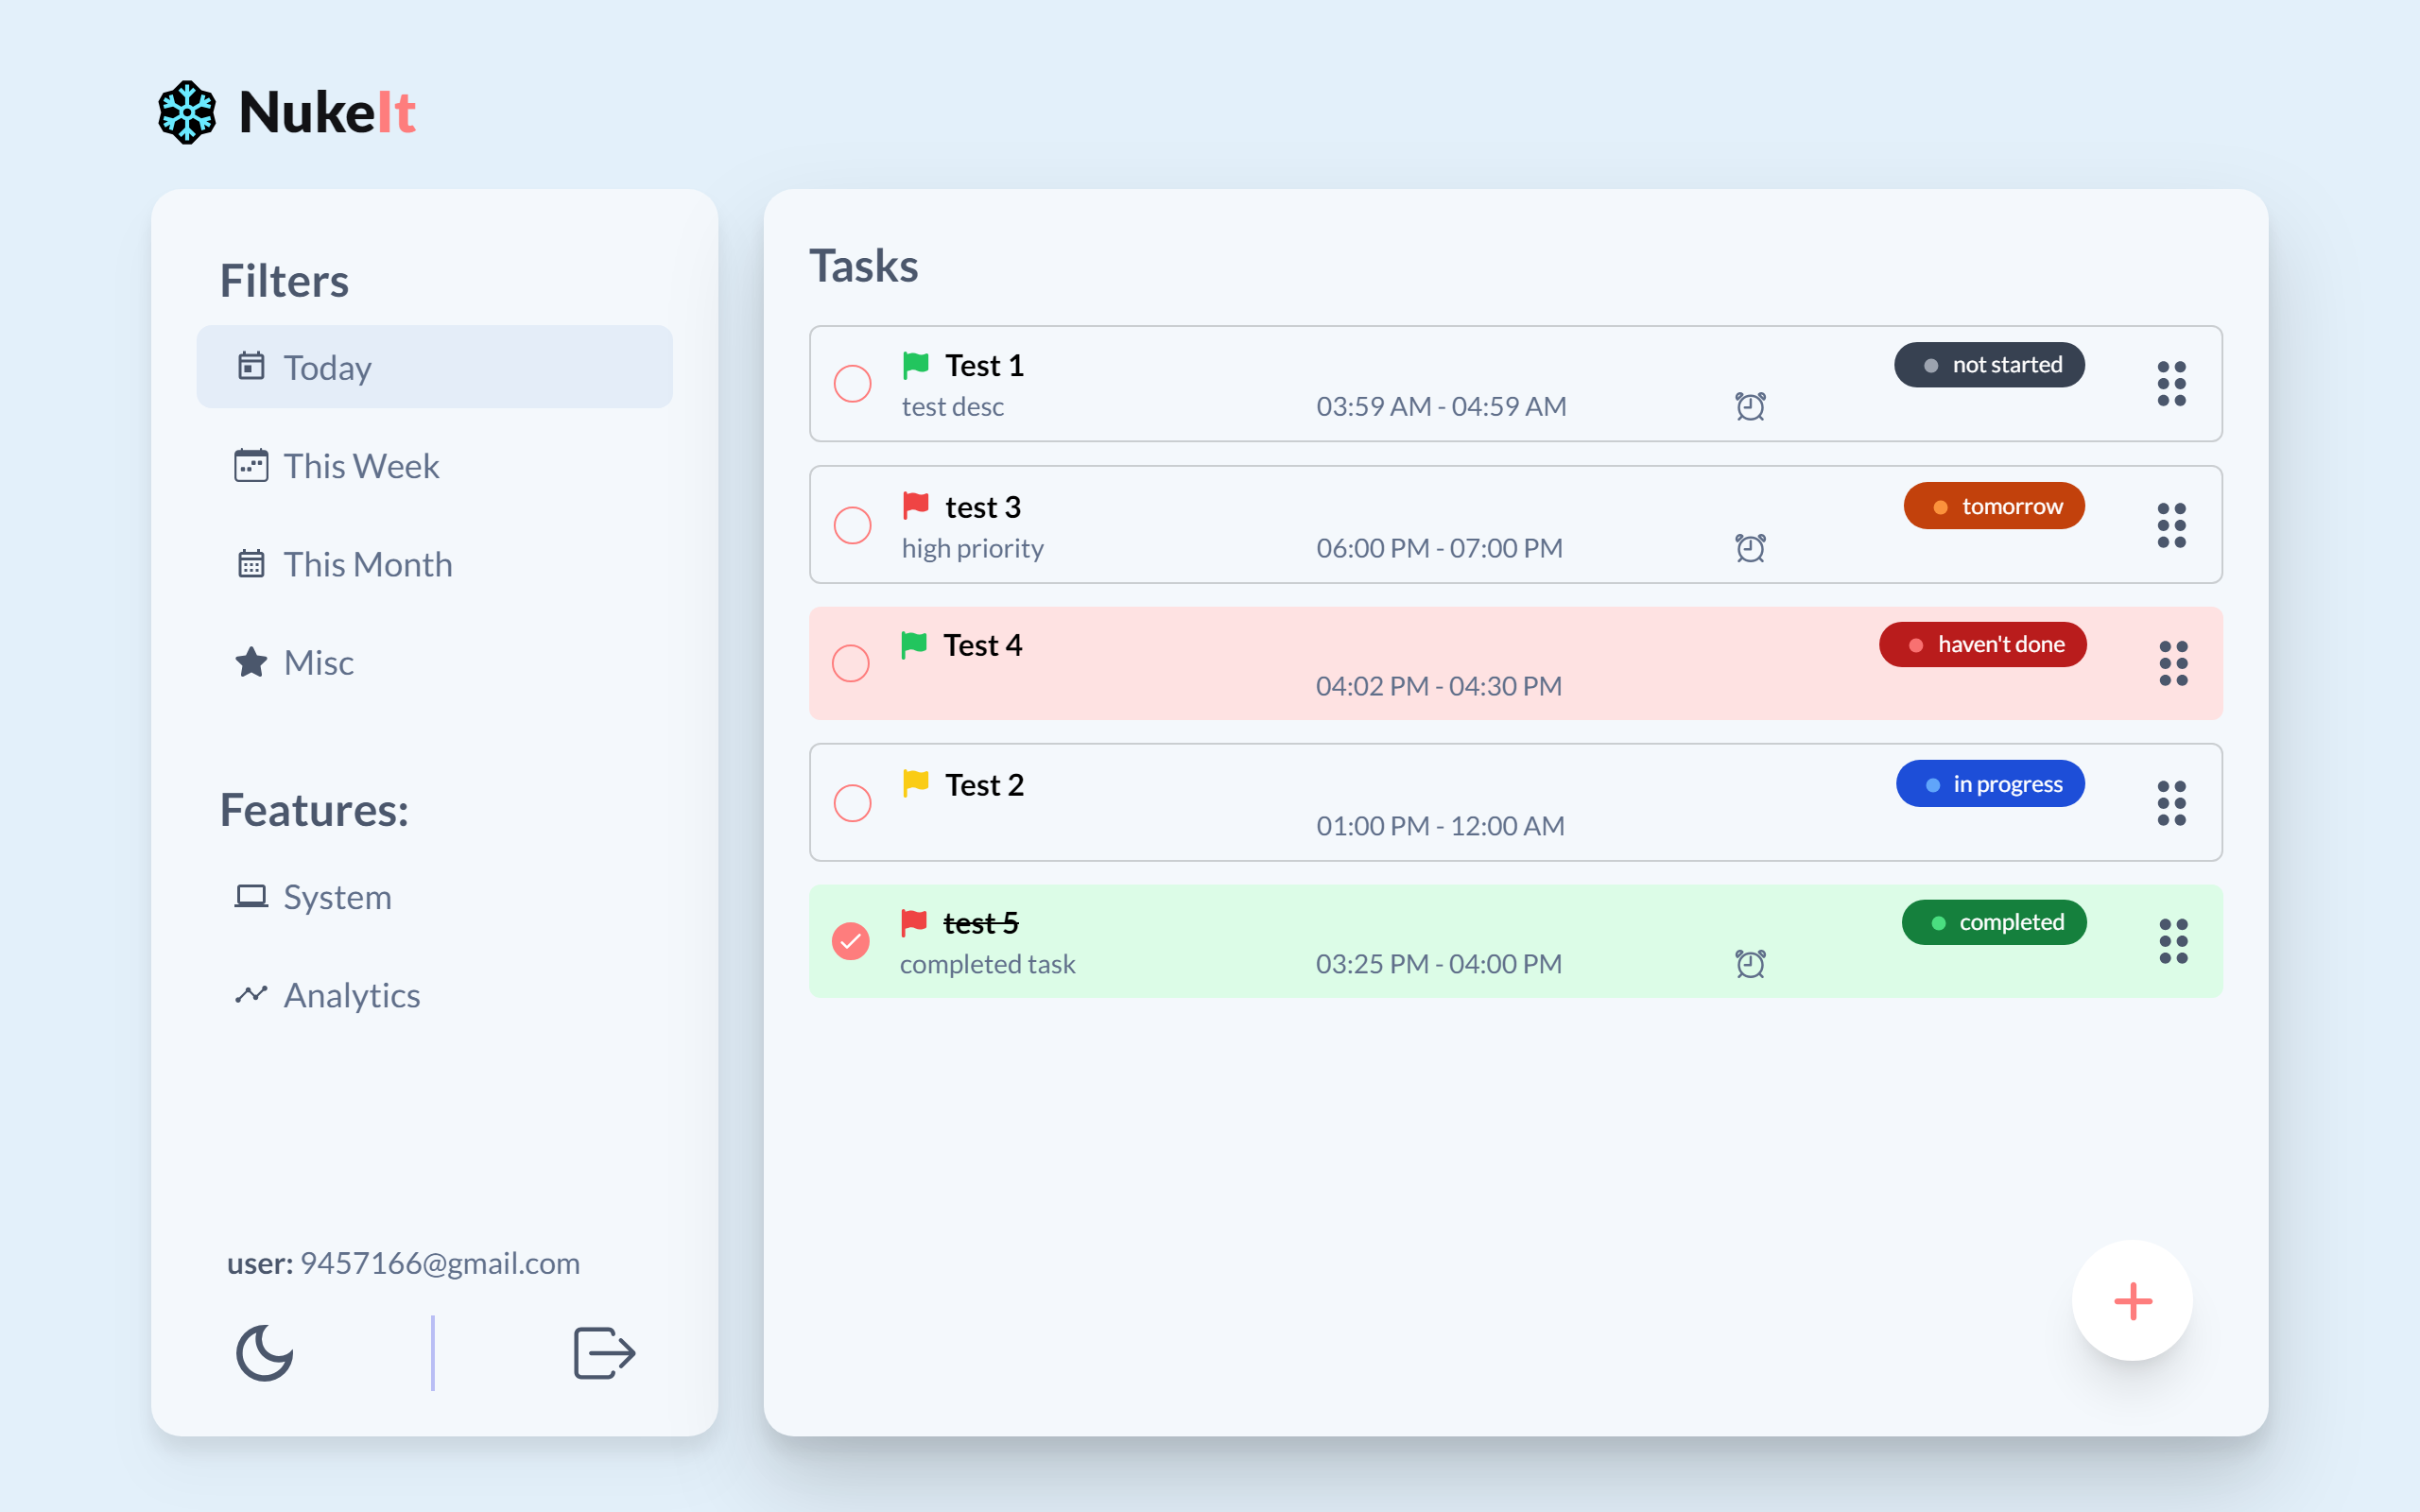 NukeIt
Filters
Today
This Week
This Month
Misc
Features:
System
Analytics
user: 9457166@gmail.com
Tasks
Test 1
not started
test desc
03:59 AM - 04:59 AM
test 3
tomorrow
high priority
06:00 PM - 07:00 PM
Test 4
haven't done
04:02 PM - 04:30 PM
Test 2
in progress
01:00 PM - 12:00 AM
test 5
completed
completed task
03:25 PM - 04:00 PM